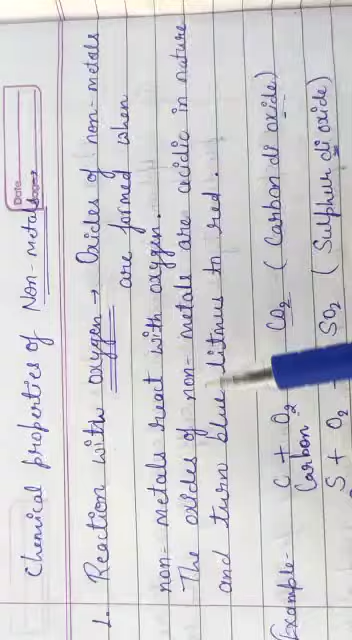 Date
Chemical properties of Non-metals→
1. Reaction with oxygen → Oxides of non-metals
are formed when
non-metals react with oxygen.
The oxides of non-metals are acidic in nature
and turn blue litmus to red.
Example- C + O2 CO2 (Carbon di oxide)
Carbon
S + O2 SO2 (Sulphur di oxide)